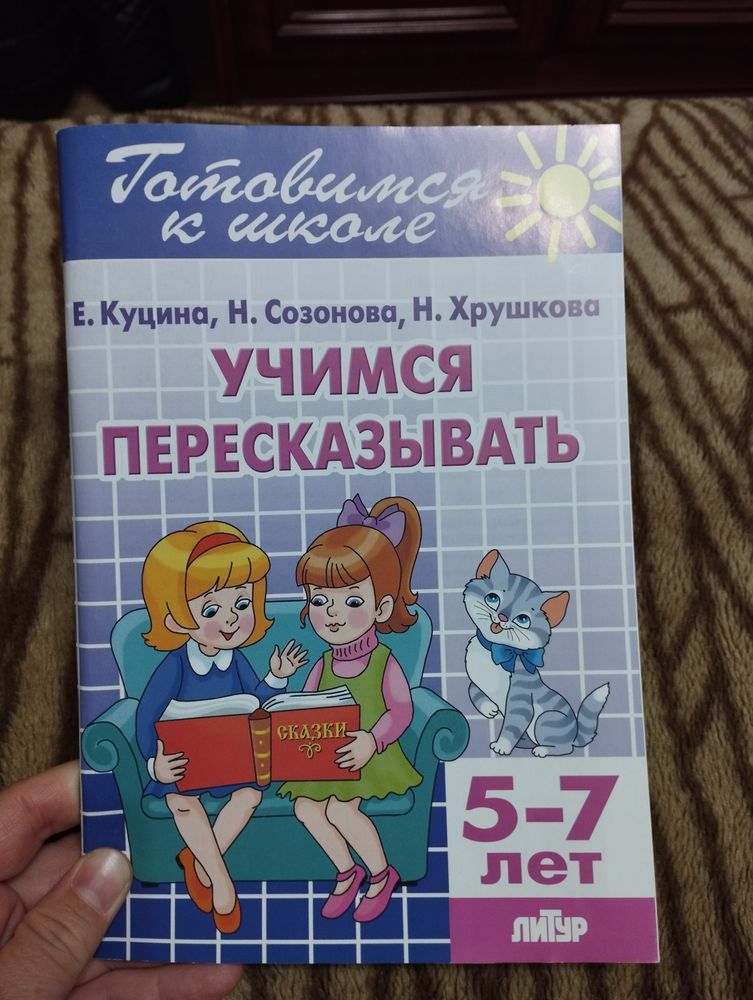 Готовимся
к школе
Е. Куцина, Н. Созонова, Н. Хрушкова
УЧИМСЯ
ПЕРЕСКАЗЫВАТЬ
СКАЗКИ
5-7
лет
ЛИТУР